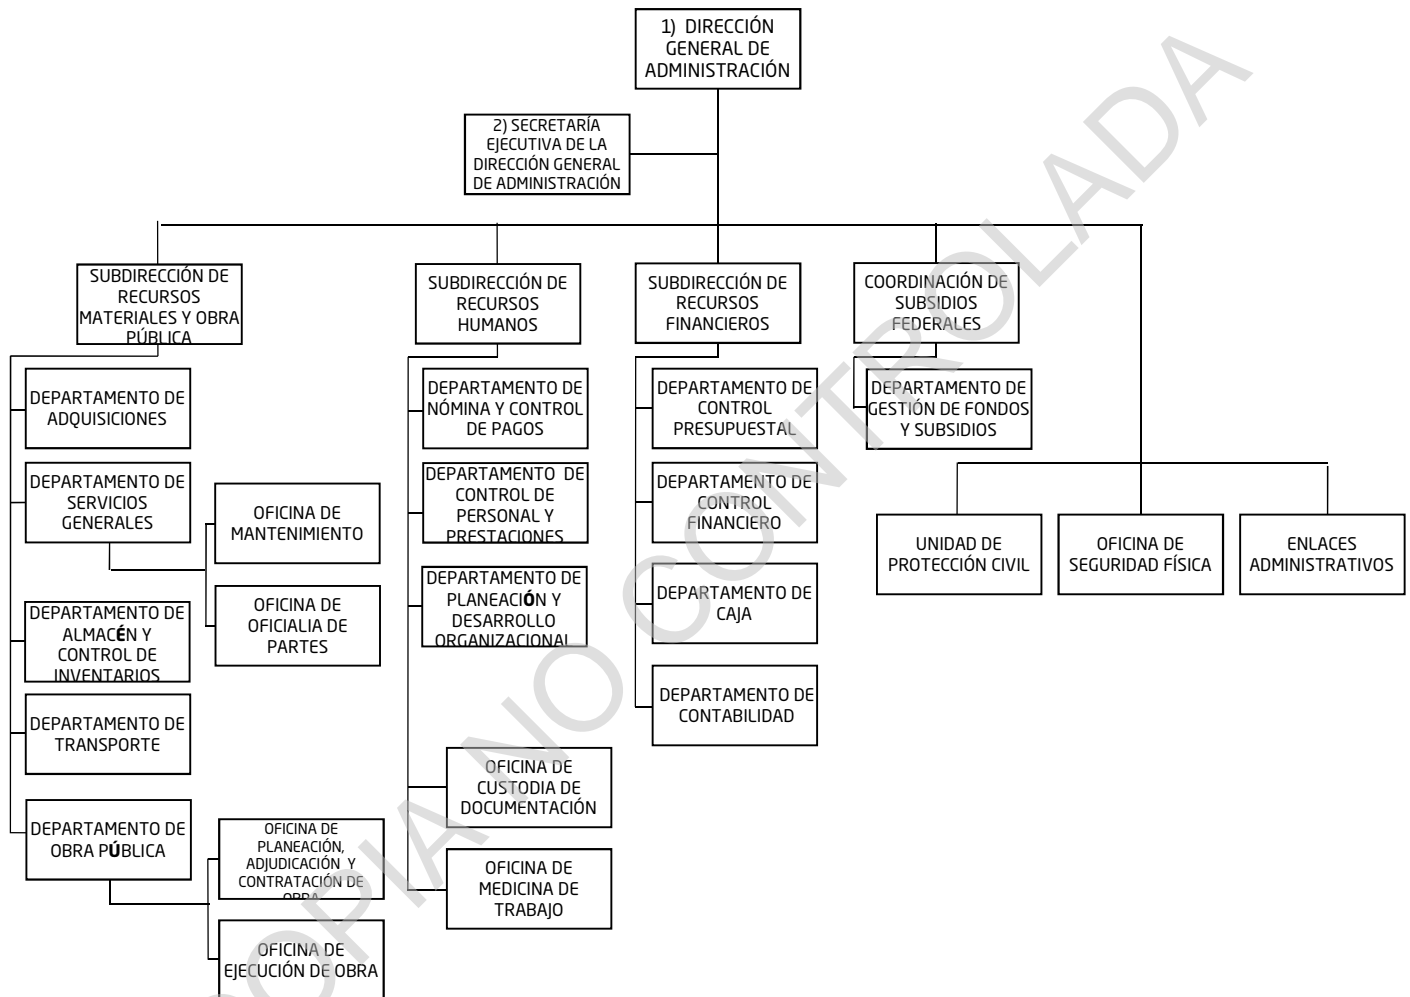 1) DIRECCIÓN
GENERAL DE
ADMINISTRACIÓN
2) SECRETARÍA
EJECUTIVA DE LA
DIRECCIÓN GENERAL
DE ADMINISTRACIÓN
SUBDIRECCIÓN DE
RECURSOS
MATERIALES Y OBRA
PÚBLICA
DEPARTAMENTO DE
ADQUISICIONES
DEPARTAMENTO DE
SERVICIOS
GENERALES
OFICINA DE
MANTENIMIENTO
OFICINA DE
OFICIALIA DE
PARTES
DEPARTAMENTO DE
ALMACÉN Y
CONTROL DE
INVENTARIOS
DEPARTAMENTO DE
TRANSPORTE
DEPARTAMENTO DE
OBRA PÚBLICA
OFICINA DE
PLANEACIÓN,
ADJUDICACIÓN Y
CONTRATACIÓN DE
OBRA
OFICINA DE
EJECUCIÓN DE OBRA
SUBDIRECCIÓN DE
RECURSOS
HUMANOS
DEPARTAMENTO DE
NÓMINA Y CONTROL
DE PAGOS
DEPARTAMENTO DE
CONTROL DE
PERSONAL Y
PRESTACIONES
DEPARTAMENTO DE
PLANEACIÓN Y
DESARROLLO
ORGANIZACIONAL
OFICINA DE
CUSTODIA DE
DOCUMENTACIÓN
OFICINA DE
MEDICINA DE
TRABAJO
SUBDIRECCIÓN DE
RECURSOS
FINANCIEROS
DEPARTAMENTO DE
CONTROL
PRESUPUESTAL
DEPARTAMENTO DE
CONTROL
FINANCIERO
DEPARTAMENTO DE
CAJA
DEPARTAMENTO DE
CONTABILIDAD
COORDINACIÓN DE
SUBSIDIOS
FEDERALES
DEPARTAMENTO DE
GESTIÓN DE FONDOS
Y SUBSIDIOS
UNIDAD DE
PROTECCIÓN CIVIL
OFICINA DE
SEGURIDAD FÍSICA
ENLACES
ADMINISTRATIVOS
COPIA NO CONTROLADA